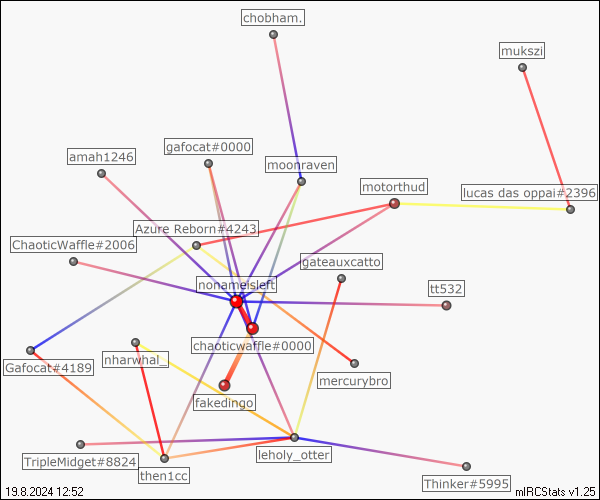 chobham.
mukszi
gafocat#0000
amah1246
moonraven
motorthud
lucas das oppai#2396
Azure Reborn#4243
ChaoticWaffle#2006
gateauxcatto
nonameisleft
tt532
chaoticwaffle#0000
nharwhal_
Gafocat#4189
mercurybro
fakedingo
leholy_otter
TripleMidget#8824
then1cc
Thinker#5995
19.8.2024 12:52
mIRCStats v1.25